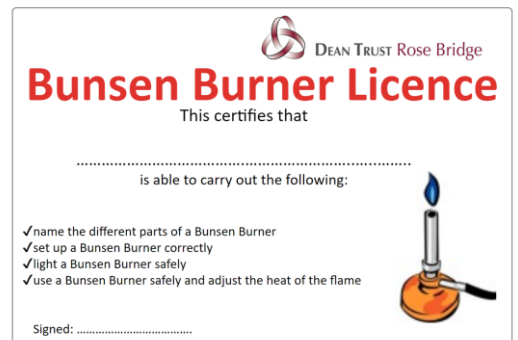 DEAN TRUST Rose Bridge
Bunsen Burner Licence
This certifies that
........................................................................
is able to carry out the following:
✓name the different parts of a Bunsen Burner
✓set up a Bunsen Burner correctly
✓light a Bunsen Burner safely
✓use a Bunsen Burner safely and adjust the heat of the flame
Signed: ..................................